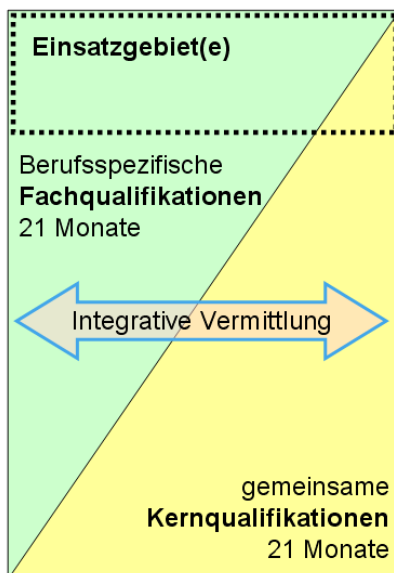 Einsatzgebiet(e)
Berufsspezifische
Fachqualifikationen
21 Monate
Integrative Vermittlung
gemeinsame
Kernqualifikationen
21 Monate